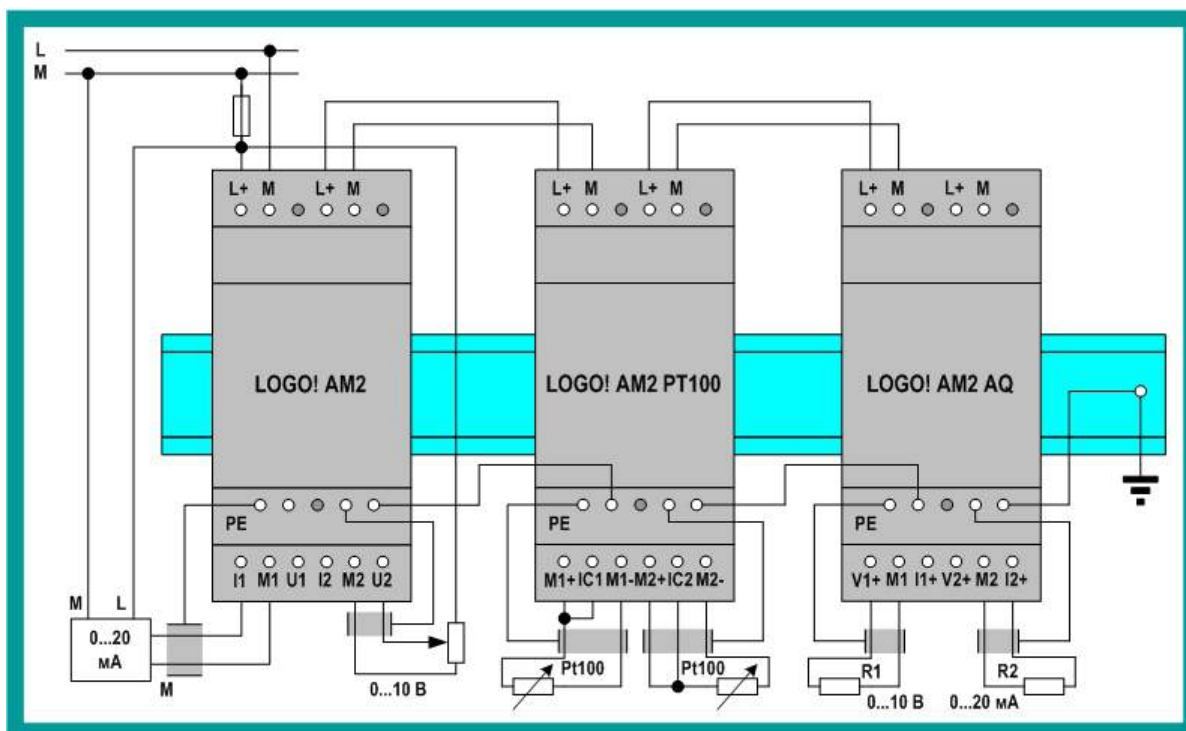 L
M
L+ M L+ M
L+ M L+ M
L+ M L+ M
LOGO! AM2
LOGO! AM2 PT100
LOGO! AM2 AQ
PE
PE
PE
I1 M1 U1 I2 M2 U2
M1+ IC1 M1- M2+ IC2 M2-
V1+ M1 I1+ V2+ M2 I2+
M L
0...20
мА
M
0...10 В
Pt100
Pt100
R1
0...10 В
R2
0...20 мА